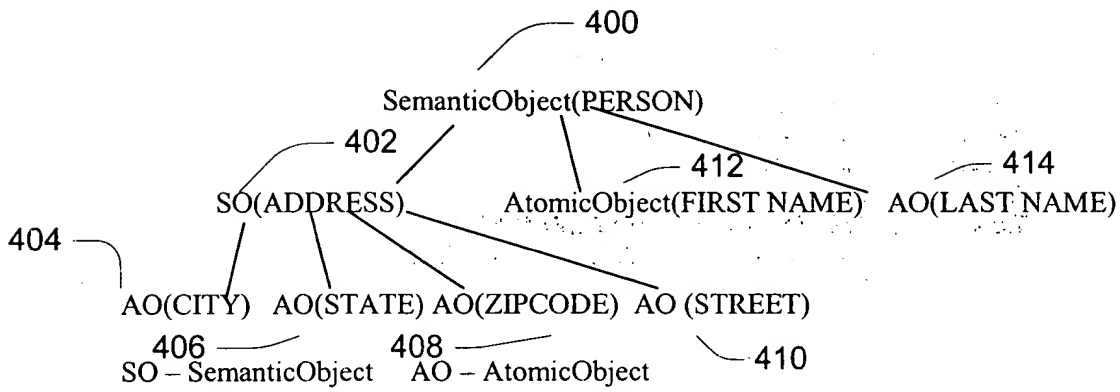 400
SemanticObject(PERSON)
402
412
414
SO(ADDRESS)
AtomicObject(FIRST NAME)
AO(LAST NAME)
404
AO(CITY)
AO(STATE)
AO(ZIPCODE)
AO (STREET)
406
408
410
SO – SemanticObject
AO – AtomicObject